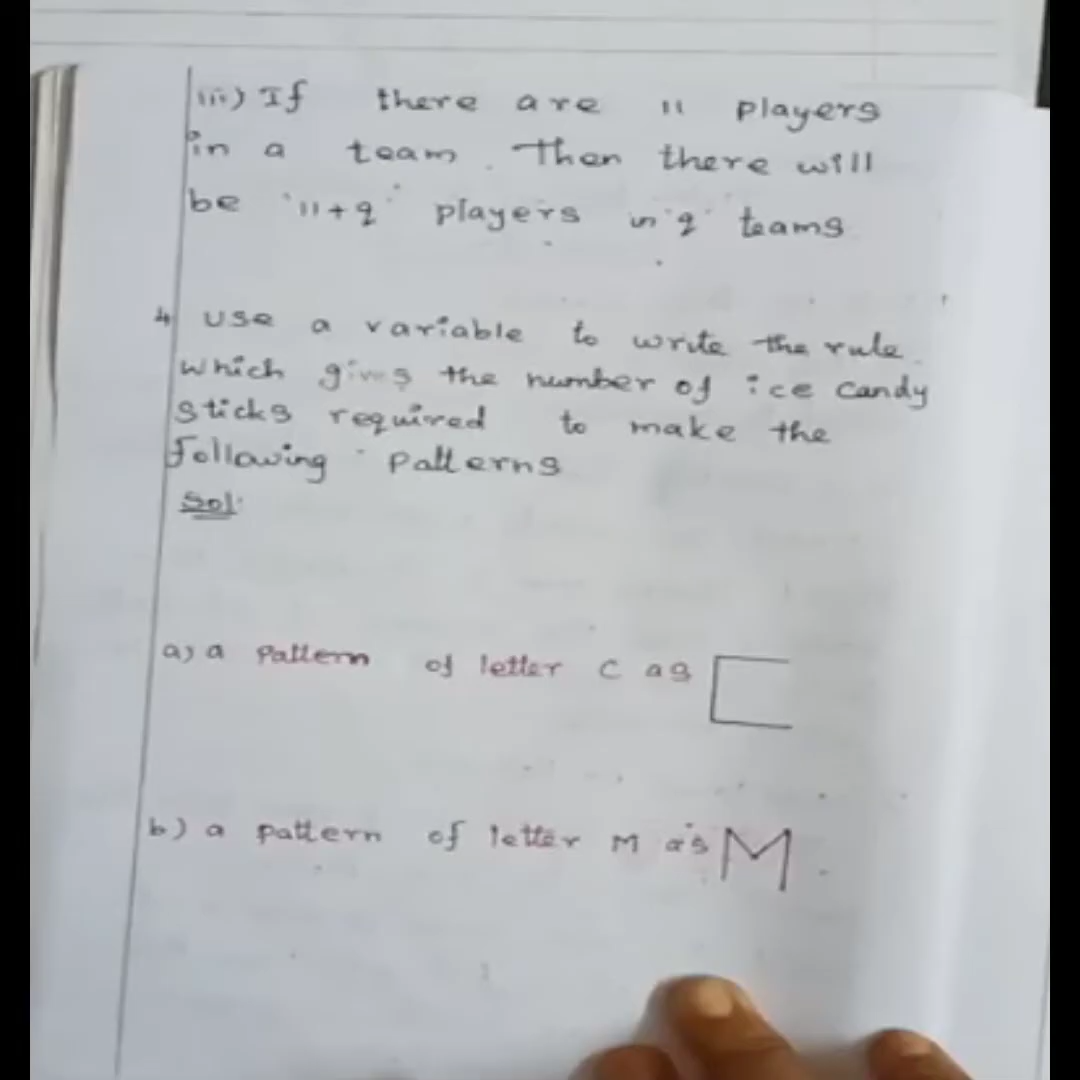 iii) If there are 11 players
in a team. Then there will
be '11+q' players in 'q' teams
4 Use a variable to write the rule.
which gives the number of ice candy
sticks required to make the
following patterns
Sol:
a) a pattern of letter C as
b) a pattern of letter M as M.